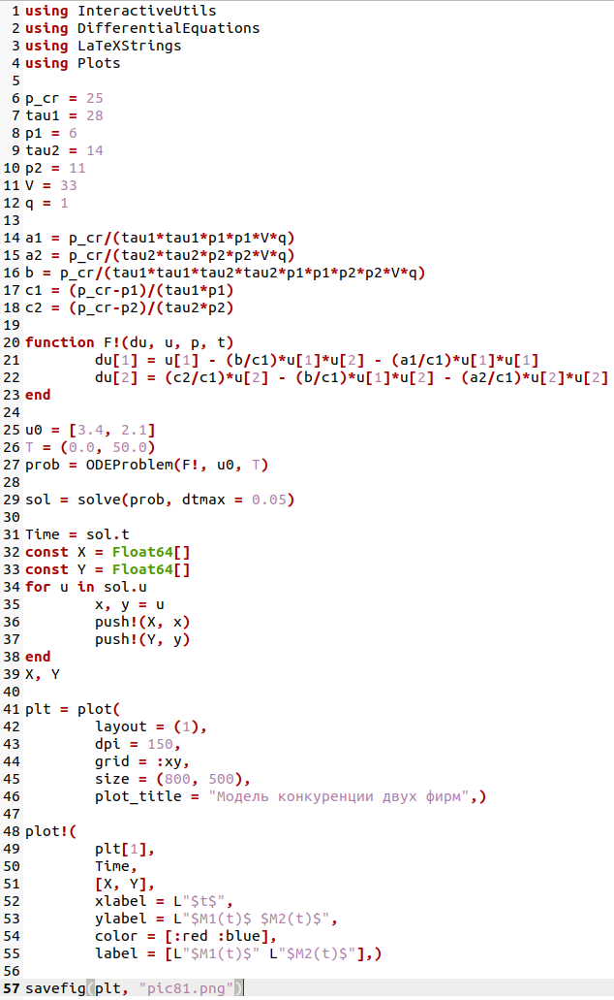 1 using InteractiveUtils
2 using DifferentialEquations
3 using LaTeXStrings
4 using Plots
5
6 p_cr = 25
7 tau1 = 28
8 p1 = 6
9 tau2 = 14
10 p2 = 11
11 V = 33
12 q = 1
13
14 a1 = p_cr/(tau1*tau1*p1*p1*V*q)
15 a2 = p_cr/(tau2*tau2*p2*p2*V*q)
16 b = p_cr/(tau1*tau1*tau2*tau2*p1*p1*p2*p2*V*q)
17 c1 = (p_cr-p1)/(tau1*p1)
18 c2 = (p_cr-p2)/(tau2*p2)
19
20 function F!(du, u, p, t)
21         du[1] = u[1] - (b/c1)*u[1]*u[2] - (a1/c1)*u[1]*u[1]
22         du[2] = (c2/c1)*u[2] - (b/c1)*u[1]*u[2] - (a2/c1)*u[2]*u[2]
23 end
24
25 u0 = [3.4, 2.1]
26 T = (0.0, 50.0)
27 prob = ODEProblem(F!, u0, T)
28
29 sol = solve(prob, dtmax = 0.05)
30
31 Time = sol.t
32 const X = Float64[]
33 const Y = Float64[]
34 for u in sol.u
35         x, y = u
36         push!(X, x)
37         push!(Y, y)
38 end
39 X, Y
40
41 plt = plot(
42         layout = (1),
43         dpi = 150,
44         grid = :xy,
45         size = (800, 500),
46         plot_title = "Модель конкуренции двух фирм",)
47
48 plot!(
49         plt[1],
50         Time,
51         [X, Y],
52         xlabel = L"$t$",
53         ylabel = L"$M1(t)$ $M2(t)$",
54         color = [:red :blue],
55         label = [L"$M1(t)$" L"$M2(t)$"],)
56
57 savefig(plt, "pic81.png")